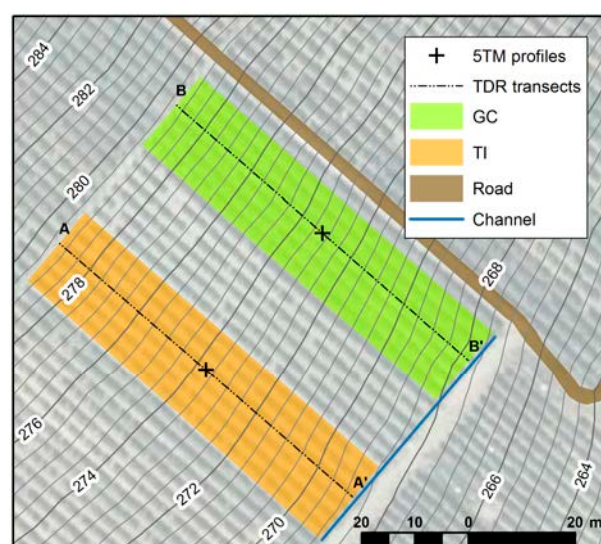 284
282
280
278
276
274
272
270
268
266
264
B
A
B'
A'
5TM profiles
TDR transects
GC
TI
Road
Channel
20 10 0 20 m